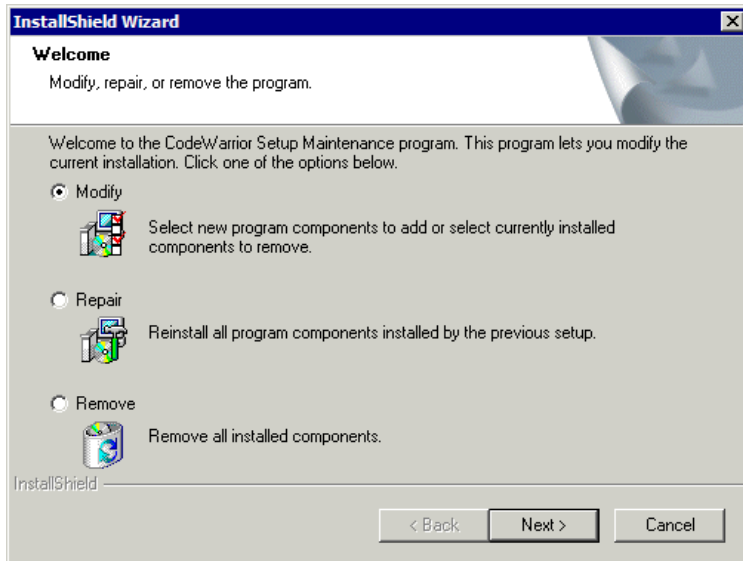 InstallShield Wizard
Welcome
Modify, repair, or remove the program.
Welcome to the CodeWarrior Setup Maintenance program. This program lets you modify the
current installation. Click one of the options below.
Modify
Select new program components to add or select currently installed
components to remove.
Repair
Reinstall all program components installed by the previous setup.
Remove
Remove all installed components.
InstallShield
< Back
Next >
Cancel